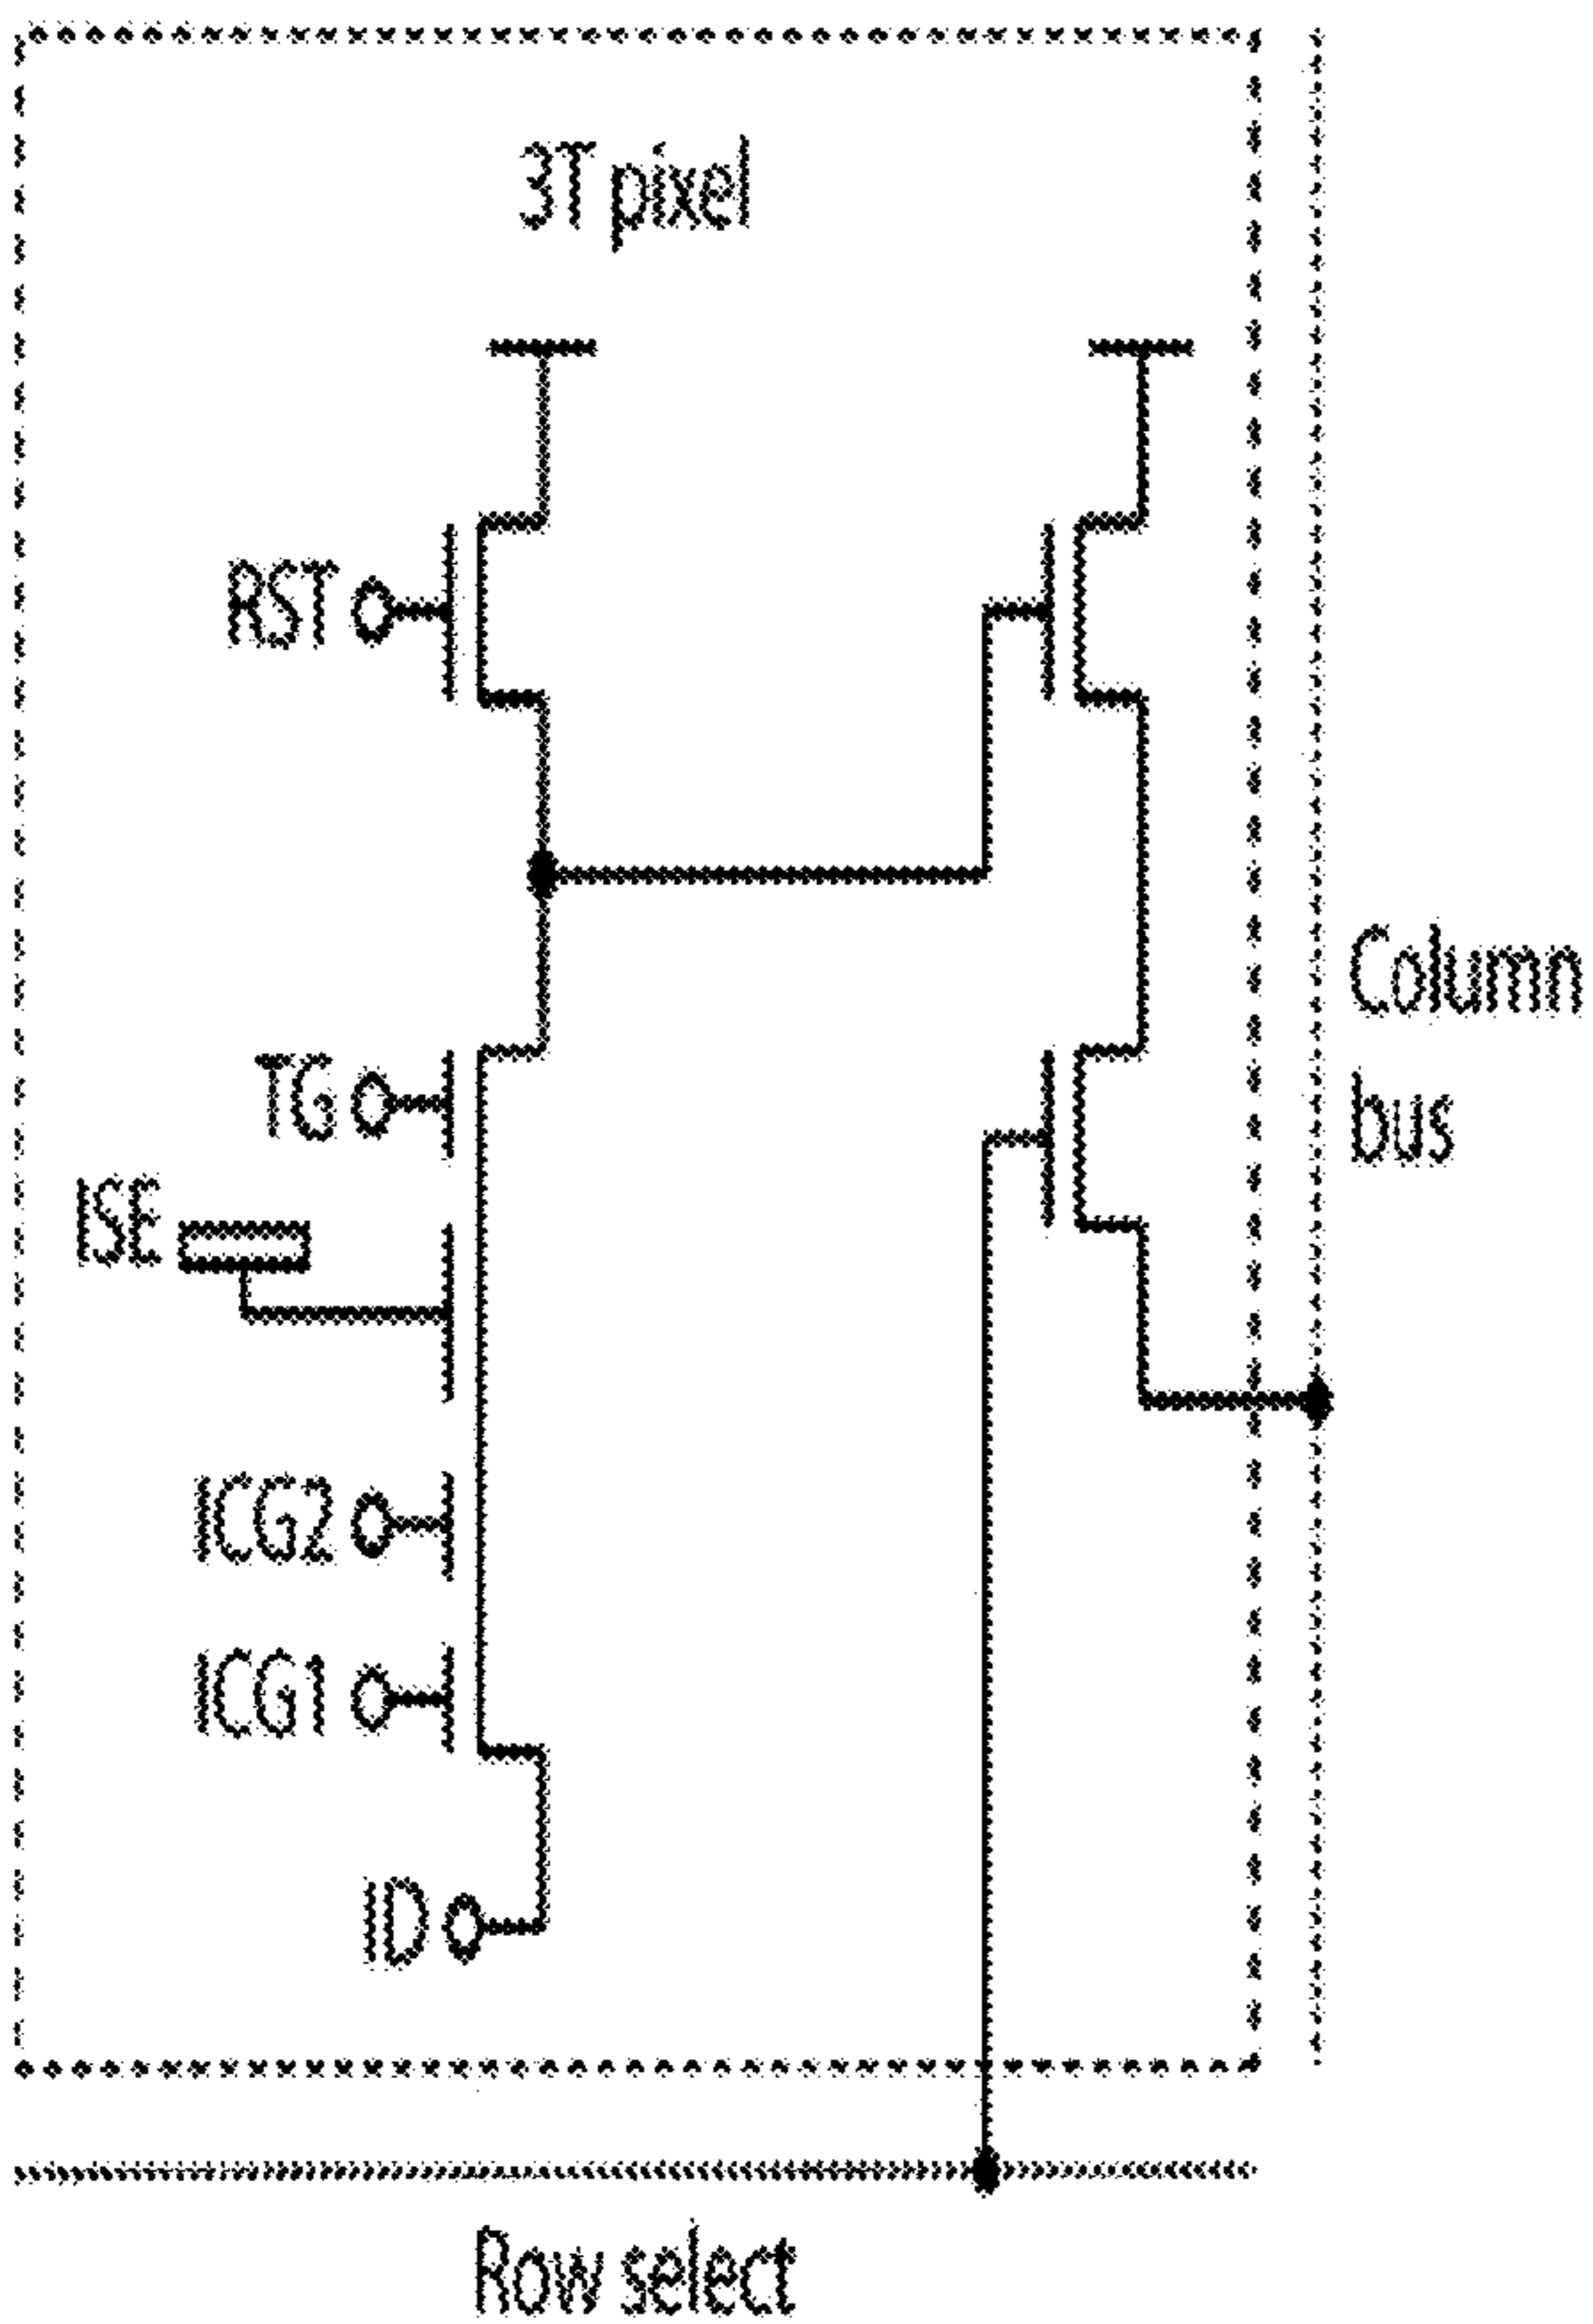 3T pixel
RST
Column
bus
TG
ISE
ICG2
ICG1
ID
Row select